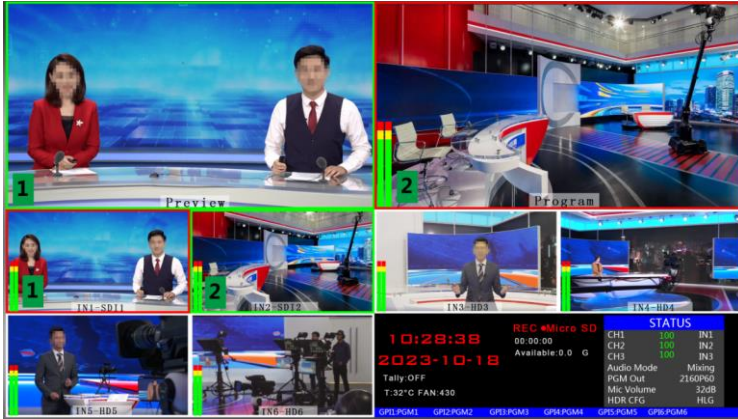 1
Preview
2
Program
1
IN1-SDI1
2
IN2-SDI2
IN3-HD3
IN4-HD4
IN5-HD5
IN6-HD6
10:28:38
2023-10-18
Tally:OFF
T:32°C FAN:430
REC ●Micro SD
00:00:00
Available:0.0 G
STATUS
CH1 100 IN1
CH2 100 IN2
CH3 100 IN3
Audio Mode Mixing
PGM Out 2160P60
Mic Volume 32dB
HDR CFG HLG
GPI1:PGM1 GPI2:PGM2 GPI3:PGM3 GPI4:PGM4 GPI5:PGM5 GPI6:PGM6